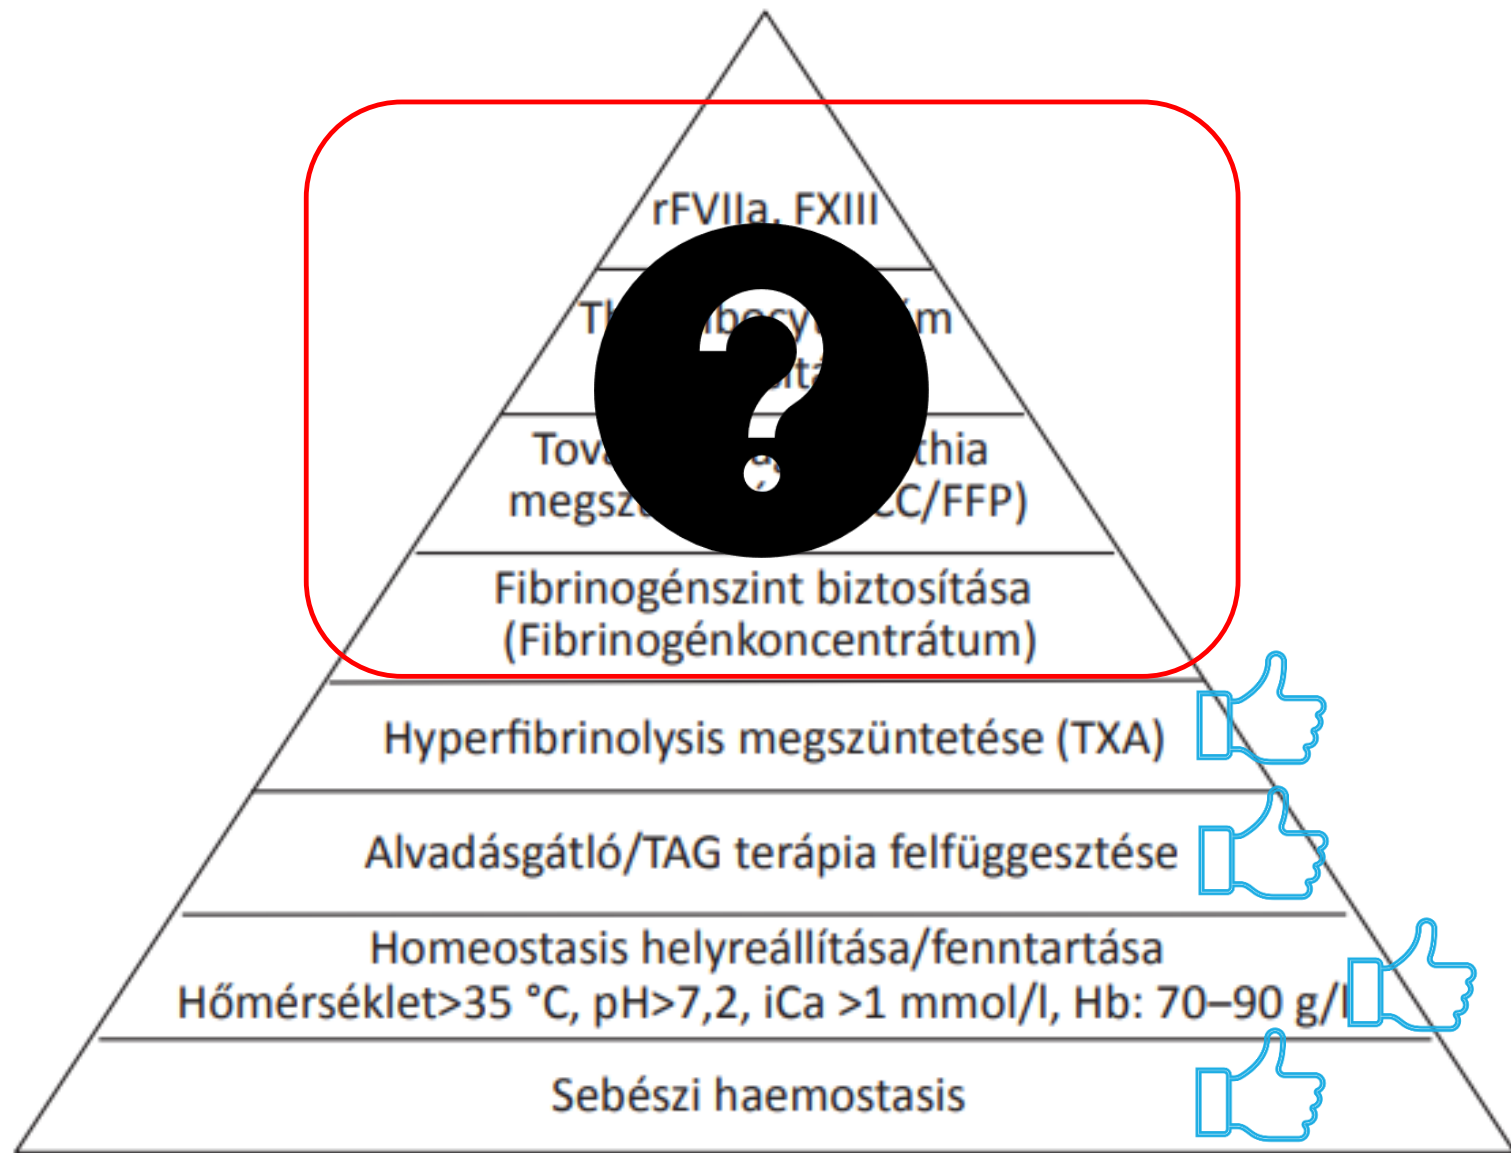 rFVIIa, FXIII
?
Fibrinogénszint biztosítása
(Fibrinogénkoncentrátum)
Hyperfibrinolysis megszüntetése (TXA)
Alvadásgátló/TAG terápia felfüggesztése
Homeostasis helyreállítása/fenntartása
Hőmérséklet>35 °C, pH>7,2, iCa >1 mmol/l, Hb: 70–90 g/l
Sebészi haemostasis